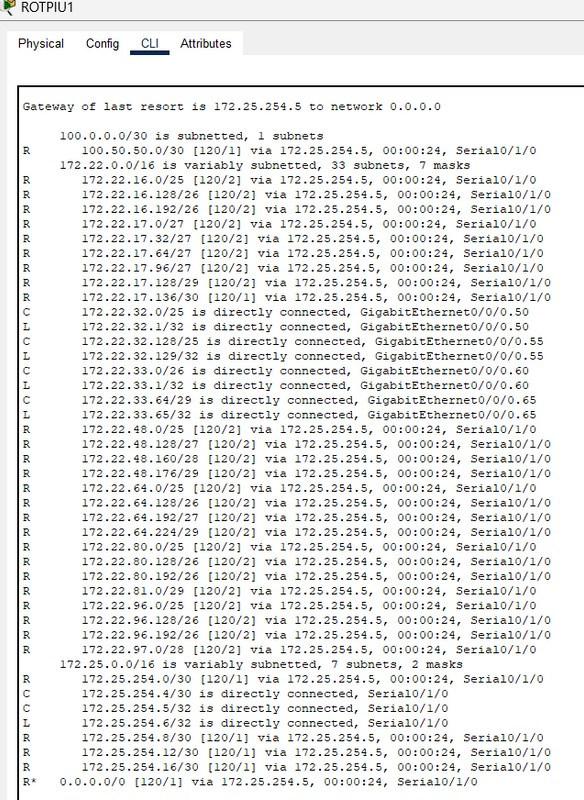 ROTPIU1
Physical Config CLI Attributes
Gateway of last resort is 172.25.254.5 to network 0.0.0.0
100.0.0.0/30 is subnetted, 1 subnets
R 100.50.50.0/30 [120/1] via 172.25.254.5, 00:00:24, Serial0/1/0
172.22.0.0/16 is variably subnetted, 33 subnets, 7 masks
R 172.22.16.0/25 [120/2] via 172.25.254.5, 00:00:24, Serial0/1/0
R 172.22.16.128/26 [120/2] via 172.25.254.5, 00:00:24, Serial0/1/0
R 172.22.16.192/26 [120/2] via 172.25.254.5, 00:00:24, Serial0/1/0
R 172.22.17.0/27 [120/2] via 172.25.254.5, 00:00:24, Serial0/1/0
R 172.22.17.32/27 [120/2] via 172.25.254.5, 00:00:24, Serial0/1/0
R 172.22.17.64/27 [120/2] via 172.25.254.5, 00:00:24, Serial0/1/0
R 172.22.17.96/27 [120/2] via 172.25.254.5, 00:00:24, Serial0/1/0
R 172.22.17.128/29 [120/2] via 172.25.254.5, 00:00:24, Serial0/1/0
R 172.22.17.136/30 [120/1] via 172.25.254.5, 00:00:24, Serial0/1/0
C 172.22.32.0/25 is directly connected, GigabitEthernet0/0/0.50
L 172.22.32.1/32 is directly connected, GigabitEthernet0/0/0.50
C 172.22.32.128/25 is directly connected, GigabitEthernet0/0/0.55
L 172.22.32.129/32 is directly connected, GigabitEthernet0/0/0.55
C 172.22.33.0/26 is directly connected, GigabitEthernet0/0/0.60
L 172.22.33.1/32 is directly connected, GigabitEthernet0/0/0.60
C 172.22.33.64/29 is directly connected, GigabitEthernet0/0/0.65
L 172.22.33.65/32 is directly connected, GigabitEthernet0/0/0.65
R 172.22.48.0/25 [120/2] via 172.25.254.5, 00:00:24, Serial0/1/0
R 172.22.48.128/27 [120/2] via 172.25.254.5, 00:00:24, Serial0/1/0
R 172.22.48.160/28 [120/2] via 172.25.254.5, 00:00:24, Serial0/1/0
R 172.22.48.176/29 [120/2] via 172.25.254.5, 00:00:24, Serial0/1/0
R 172.22.64.0/25 [120/2] via 172.25.254.5, 00:00:24, Serial0/1/0
R 172.22.64.128/26 [120/2] via 172.25.254.5, 00:00:24, Serial0/1/0
R 172.22.64.192/27 [120/2] via 172.25.254.5, 00:00:24, Serial0/1/0
R 172.22.64.224/29 [120/2] via 172.25.254.5, 00:00:24, Serial0/1/0
R 172.22.80.0/25 [120/2] via 172.25.254.5, 00:00:24, Serial0/1/0
R 172.22.80.128/26 [120/2] via 172.25.254.5, 00:00:24, Serial0/1/0
R 172.22.80.192/26 [120/2] via 172.25.254.5, 00:00:24, Serial0/1/0
R 172.22.81.0/29 [120/2] via 172.25.254.5, 00:00:24, Serial0/1/0
R 172.22.96.0/25 [120/2] via 172.25.254.5, 00:00:24, Serial0/1/0
R 172.22.96.128/26 [120/2] via 172.25.254.5, 00:00:24, Serial0/1/0
R 172.22.96.192/26 [120/2] via 172.25.254.5, 00:00:24, Serial0/1/0
R 172.22.97.0/28 [120/2] via 172.25.254.5, 00:00:24, Serial0/1/0
172.25.0.0/16 is variably subnetted, 7 subnets, 2 masks
R 172.25.254.0/30 [120/1] via 172.25.254.5, 00:00:24, Serial0/1/0
C 172.25.254.4/30 is directly connected, Serial0/1/0
C 172.25.254.5/32 is directly connected, Serial0/1/0
L 172.25.254.6/32 is directly connected, Serial0/1/0
R 172.25.254.8/30 [120/1] via 172.25.254.5, 00:00:24, Serial0/1/0
R 172.25.254.12/30 [120/1] via 172.25.254.5, 00:00:24, Serial0/1/0
R 172.25.254.16/30 [120/1] via 172.25.254.5, 00:00:24, Serial0/1/0
R* 0.0.0.0/0 [120/1] via 172.25.254.5, 00:00:24, Serial0/1/0